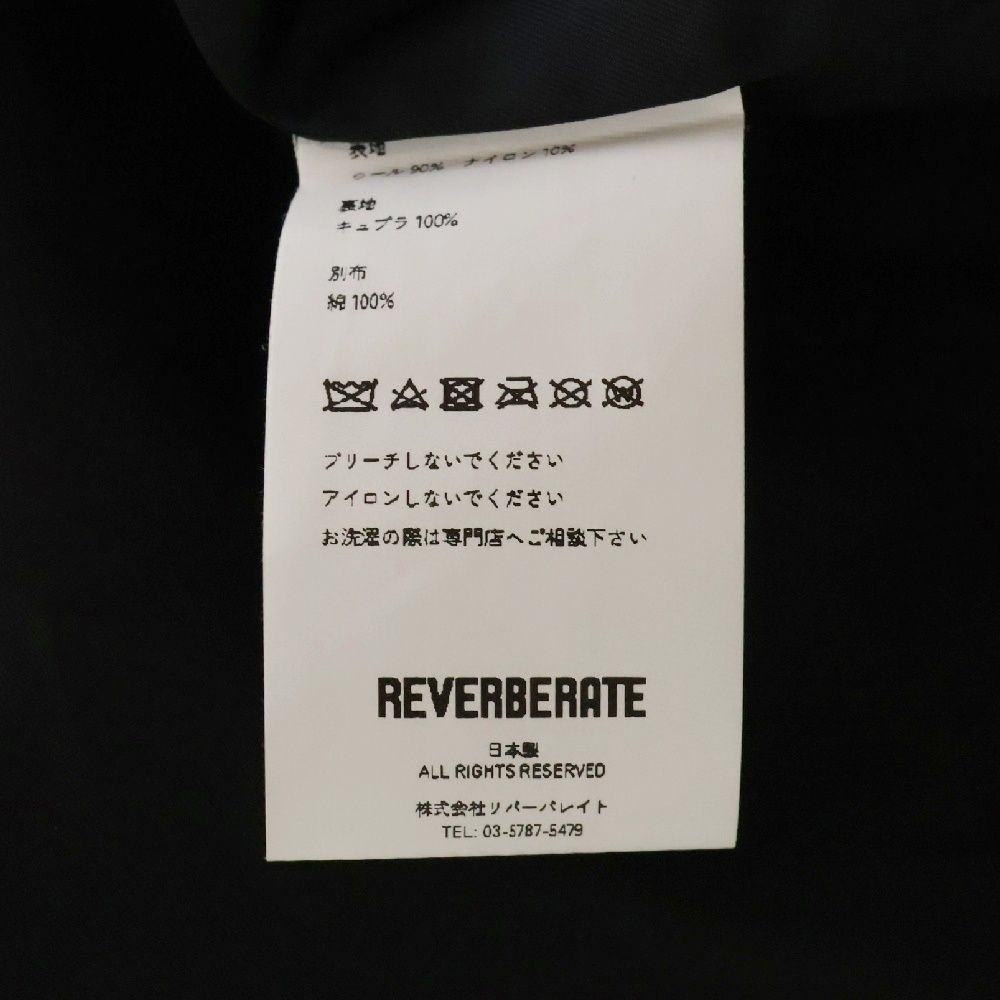 表地
ウール 90% ナイロン 10%
裏地
キュプラ 100%
別布
綿 100%
W
ブリーチしないでください
アイロンしないでください
お洗濯の際は専門店へご相談下さい
REVERBERATE
日本製
ALL RIGHTS RESERVED
株式会社リバーバレイト
TEL: 03-5787-5479